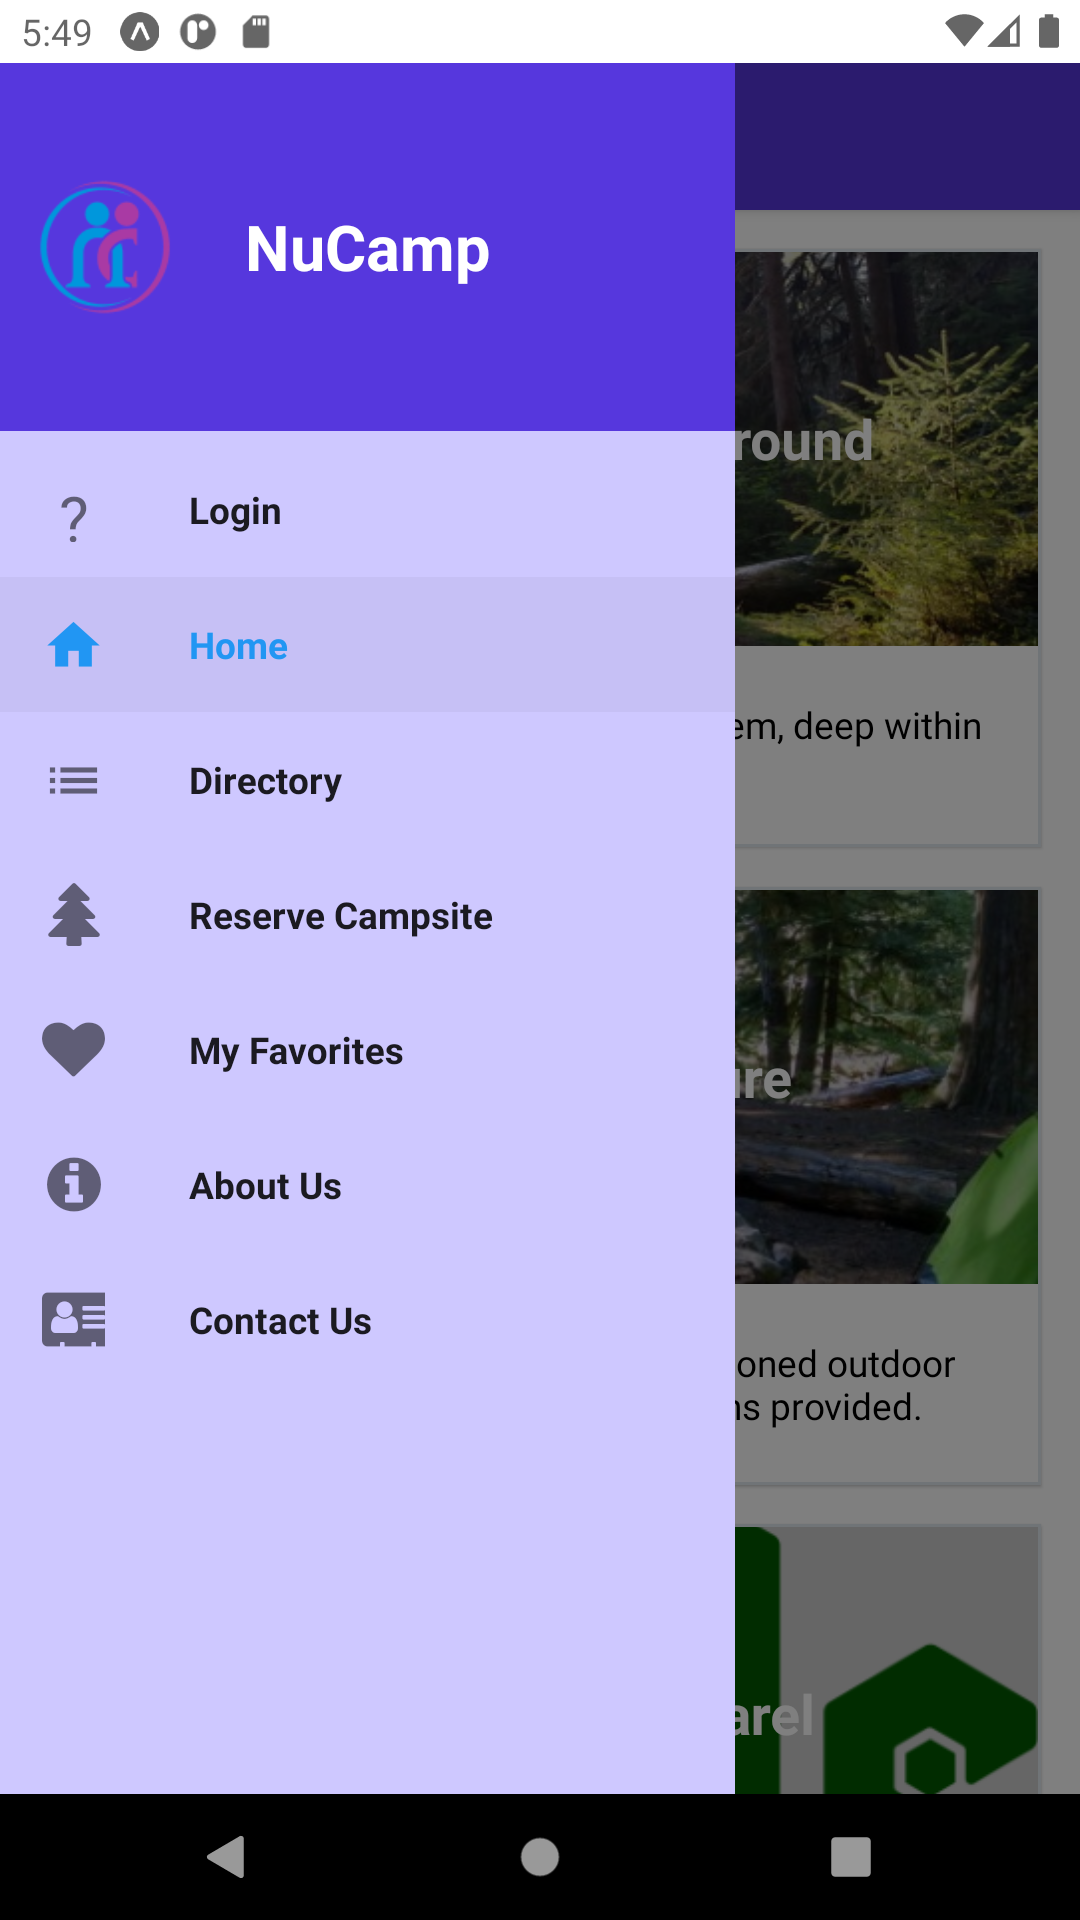 5:49
NuCamp
Login
Home
Directory
Reserve Campsite
My Favorites
About Us
Contact Us
round
em, deep within
ure
oned outdoor
ns provided.
arel